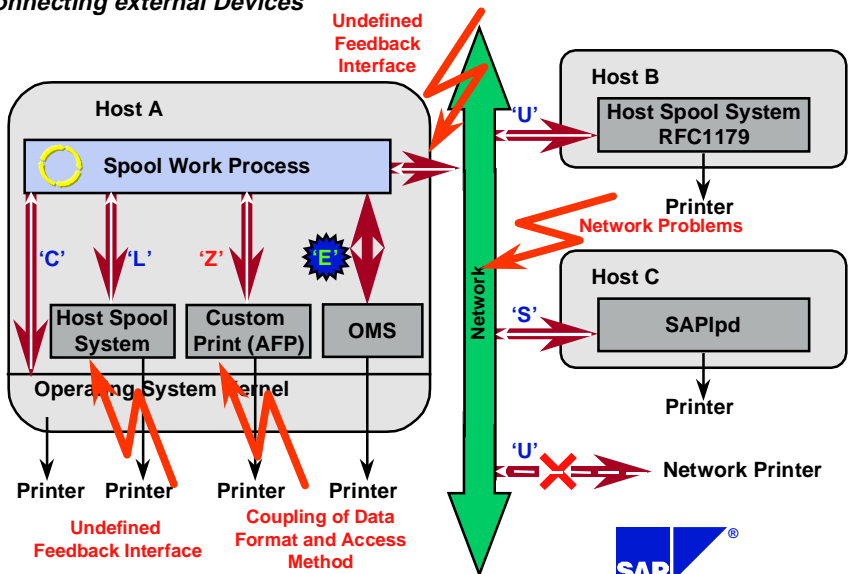 onnecting external Devices
Undefined
Feedback
Interface
Host A
Spool Work Process
'C'
'L'
'Z'
'E'
Host Spool
System
Custom
Print (AFP)
OMS
Operating System Kernel
Printer
Printer
Printer
Printer
Undefined
Feedback Interface
Coupling of Data
Format and Access
Method
Network
Host B
'U'
Host Spool System
RFC1179
Printer
Network Problems
Host C
'S'
SAPlpd
Printer
'U'
Network Printer
SAP
®